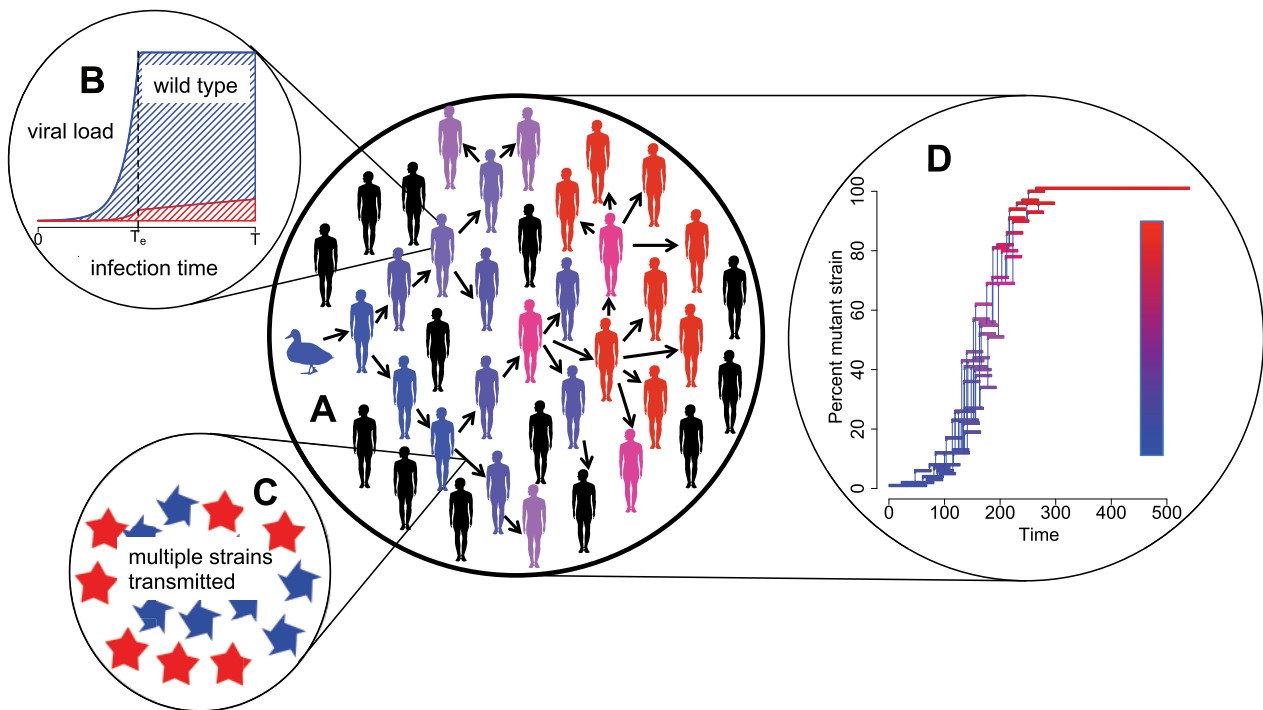 B
wild type
viral load
0
Te
T
infection time
A
C
multiple strains
transmitted
D
Percent mutant strain
100
80
60
40
20
0
0 100 200 300 400 500
Time